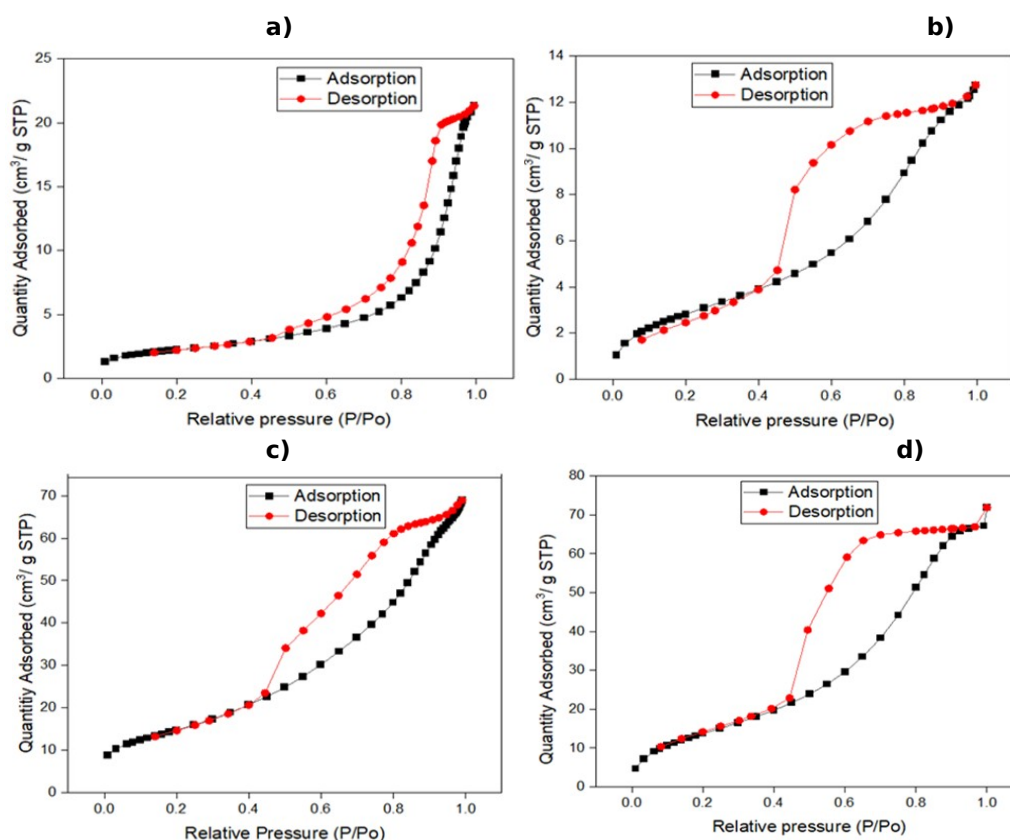 a)
25
20
15
10
5
0
Quantity Adsorbed (cm³/ g STP)
Adsorption
Desorption
0.0 0.2 0.4 0.6 0.8 1.0
Relative pressure (P/Po)
b)
14
12
10
8
6
4
2
0
Quantity Adsorbed (cm³/ g STP)
Adsorption
Desorption
0.0 0.2 0.4 0.6 0.8 1.0
Relative pressure (P/Po)
c)
70
60
50
40
30
20
10
0
Quantitiy Adsorbed (cm³/ g STP)
Adsorption
Desorption
0.0 0.2 0.4 0.6 0.8 1.0
Relative Pressure (P/Po)
d)
80
70
60
50
40
30
20
10
0
Quantity Adsorbed (cm³/ g STP)
Adsorption
Desorption
0.0 0.2 0.4 0.6 0.8 1.0
Relative Pressure (P/Po)